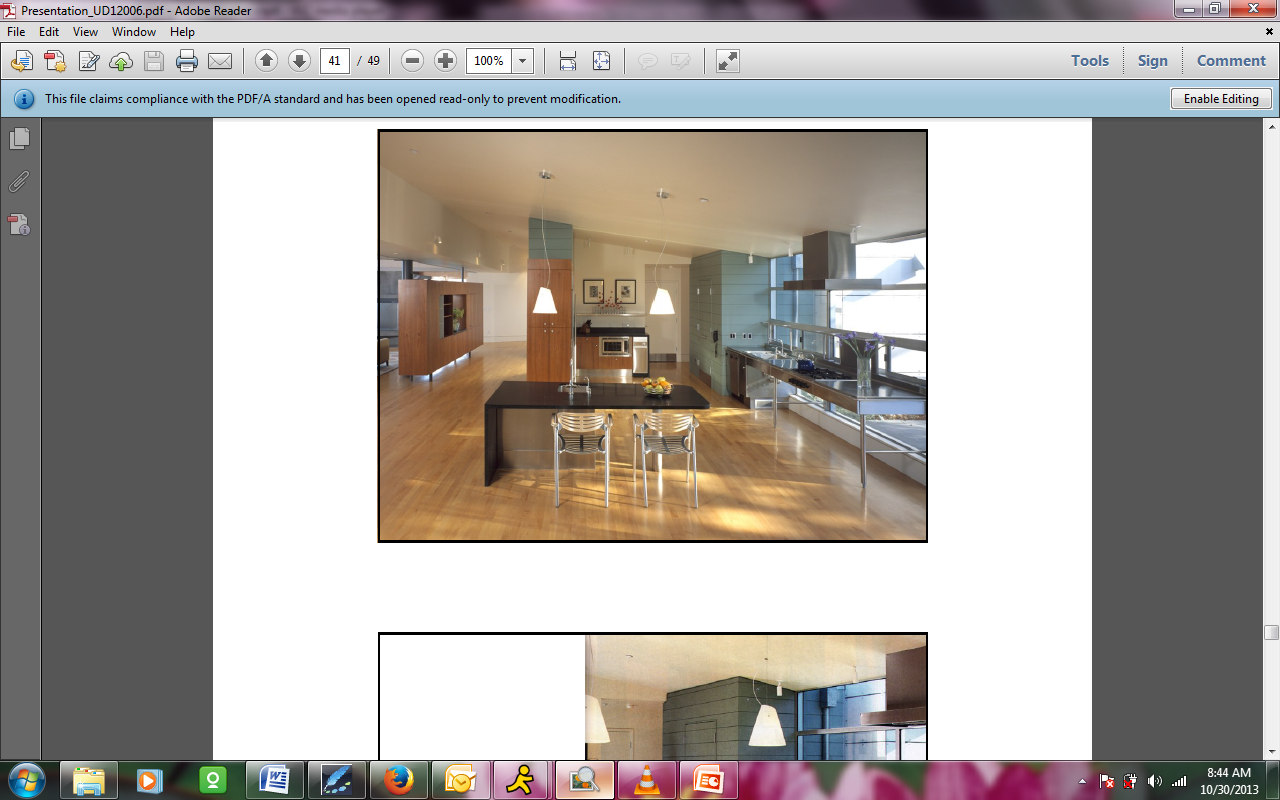 Presentation_UD12006.pdf - Adobe Reader
File Edit View Window Help
41 / 49 100% Tools Sign Comment
This file claims compliance with the PDF/A standard and has been opened read-only to prevent modification. Enable Editing
8:44 AM
10/30/2013